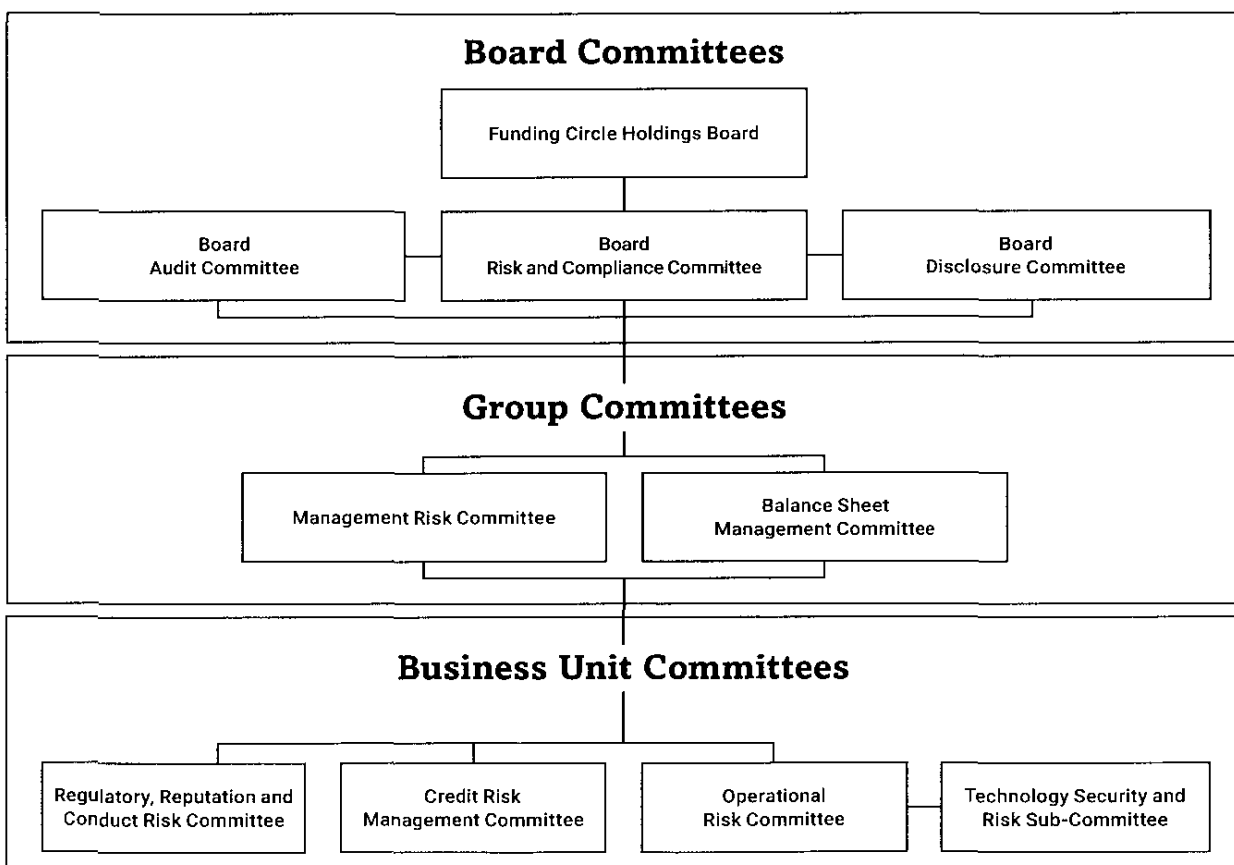 Board Committees
Funding Circle Holdings Board
Board
Audit Committee
Board
Risk and Compliance Committee
Board
Disclosure Committee
Group Committees
Management Risk Committee
Balance Sheet
Management Committee
Business Unit Committees
Regulatory, Reputation and
Conduct Risk Committee
Credit Risk
Management Committee
Operational
Risk Committee
Technology Security and
Risk Sub-Committee